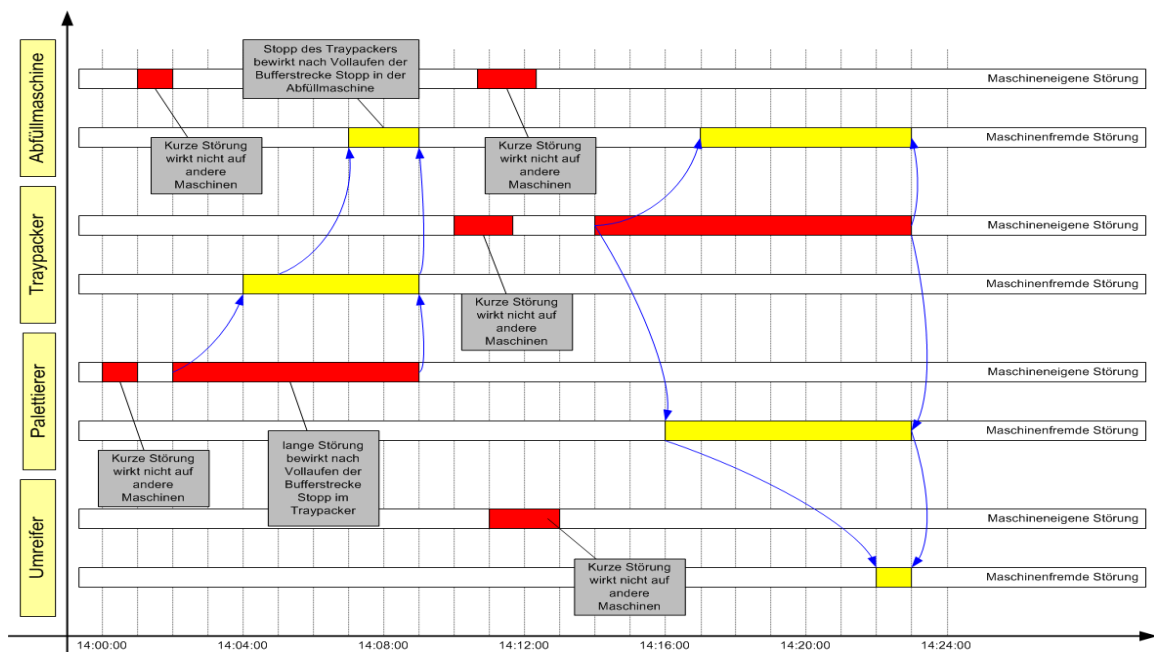 Abfüllmaschine
Stopp des Traypackers
bewirkt nach Vollaufen der
Bufferstrecke Stopp in der
Abfüllmaschine
Maschineneigene Störung
Maschinenfremde Störung
Kurze Störung
wirkt nicht auf
andere
Maschinen
Kurze Störung
wirkt nicht auf
andere
Maschinen
Traypacker
Maschineneigene Störung
Maschinenfremde Störung
Kurze Störung
wirkt nicht auf
andere
Maschinen
Palettierer
Maschineneigene Störung
Maschinenfremde Störung
Kurze Störung
wirkt nicht auf
andere
Maschinen
lange Störung
bewirkt nach
Vollaufen der
Bufferstrecke
Stopp im
Traypacker
Umreifer
Maschineneigene Störung
Maschinenfremde Störung
Kurze Störung
wirkt nicht auf
andere
Maschinen
14:00:00
14:04:00
14:08:00
14:12:00
14:16:00
14:20:00
14:24:00